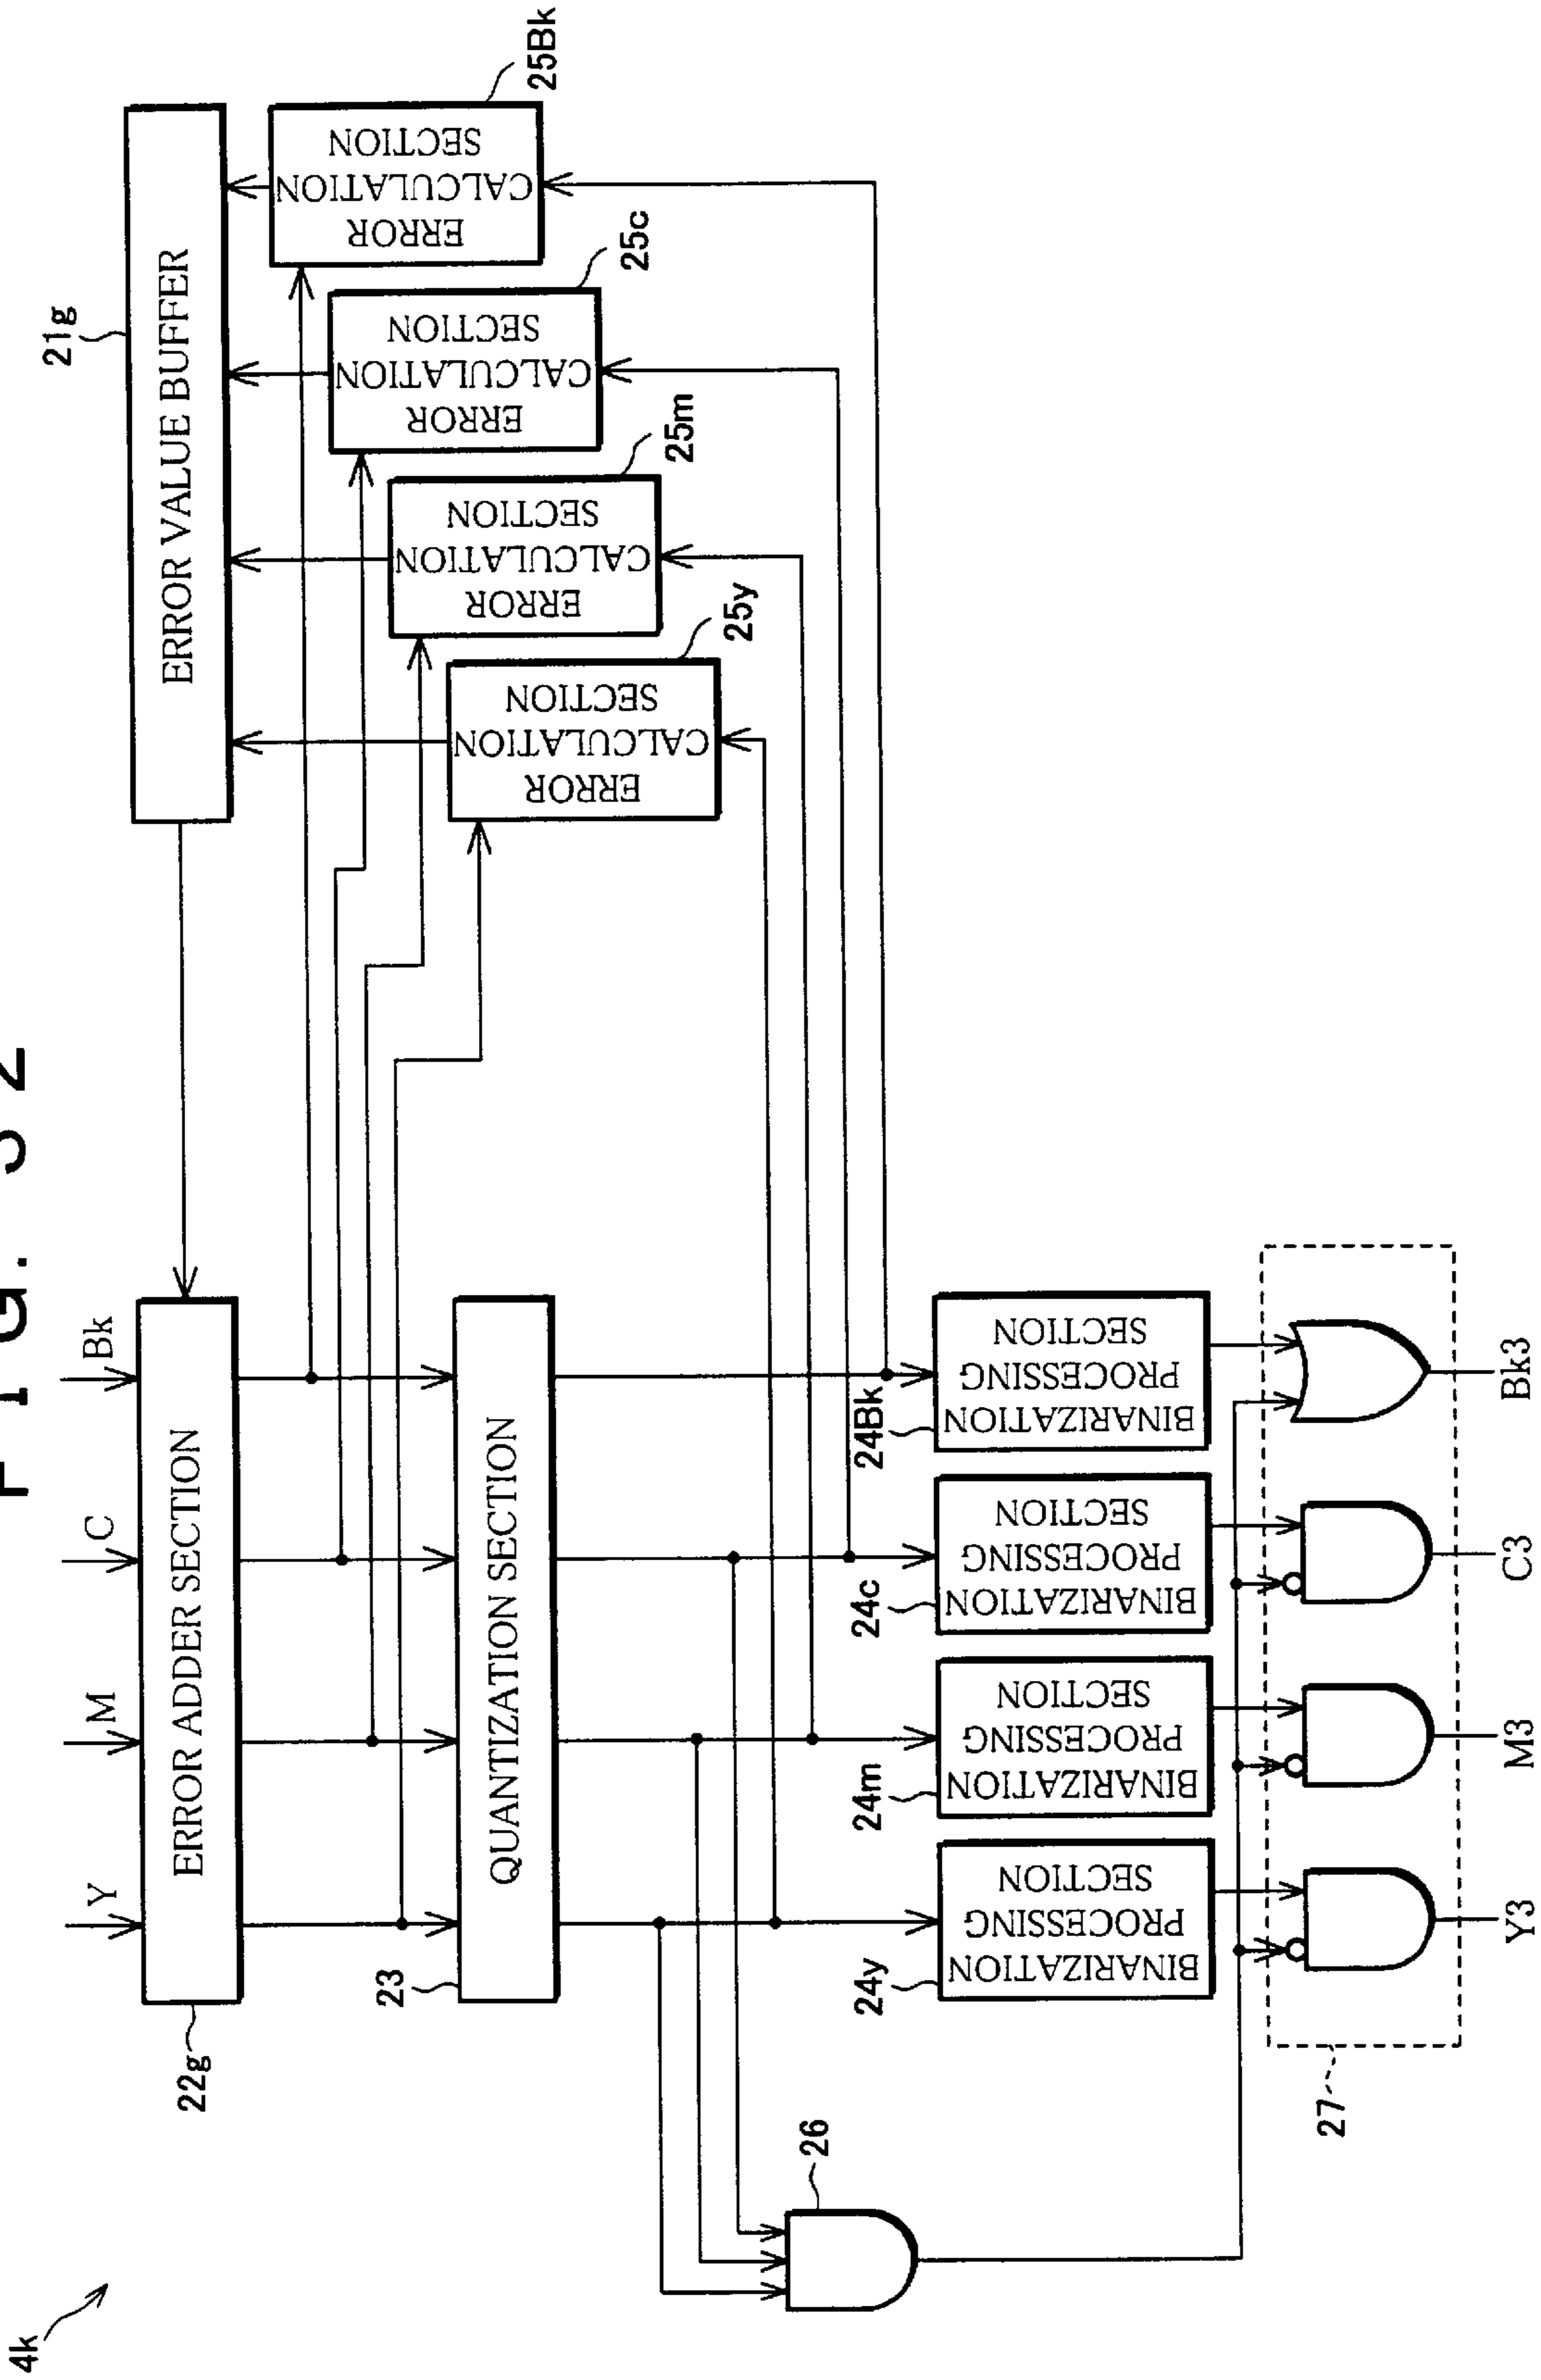 FIG. 32
4k
21g
ERROR VALUE BUFFER
Y
M
C
Bk
22g
ERROR ADDER SECTION
ERROR
CALCULATION
SECTION
25Bk
ERROR
CALCULATION
SECTION
25c
ERROR
CALCULATION
SECTION
25m
ERROR
CALCULATION
SECTION
25y
23
QUANTIZATION SECTION
26
24y
BINARIZATION
PROCESSING
SECTION
24m
BINARIZATION
PROCESSING
SECTION
24c
BINARIZATION
PROCESSING
SECTION
24Bk
BINARIZATION
PROCESSING
SECTION
27
Y3
M3
C3
Bk3